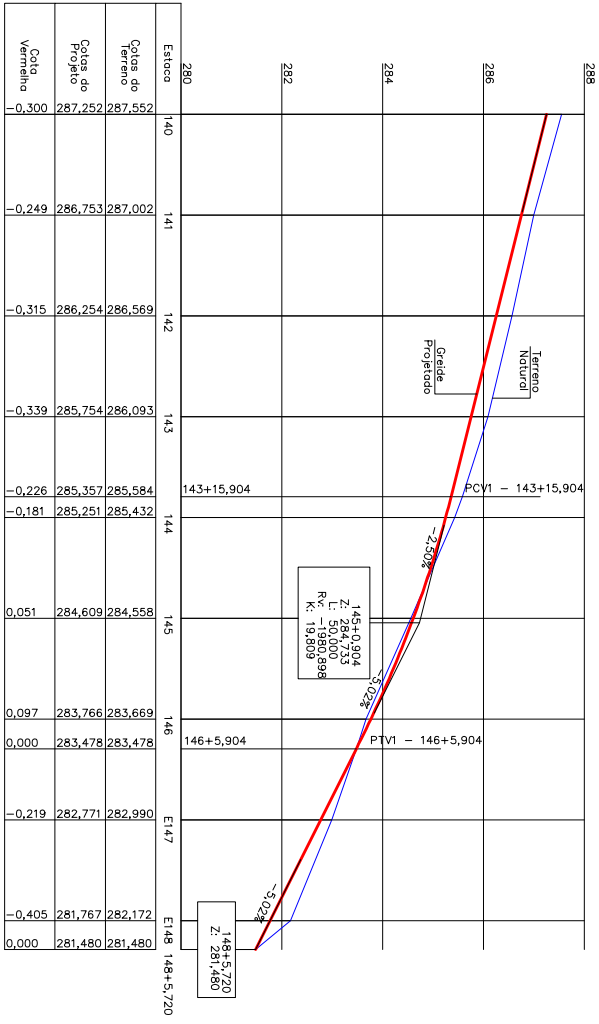 280
282
284
286
288
Cota
Vermelha
Cotas do
Projeto
Cotas do
Terreno
Estaca
-0,300 287,252 287,552 140
-0,249 286,753 287,002 141
-0,315 286,254 286,569 142
-0,339 285,754 286,093 143
-0,226 285,357 285,584 143+15,904
-0,181 285,251 285,432 144
0,051 284,609 284,558 145
0,097 283,766 283,669 146
0,000 283,478 283,478 146+5,904
-0,219 282,771 282,990 E147
-0,405 281,767 282,172 E148
0,000 281,480 281,480 148+5,720
Terreno
Natural
Greide
Projetado
PCV1 - 143+15,904
-2,50%
145+0,904
Z: 284,733
L: 50,000
Rv: -1980,898
K: 19,809
-5,02%
PTV1 - 146+5,904
-5,02%
148+5,720
Z: 281,480